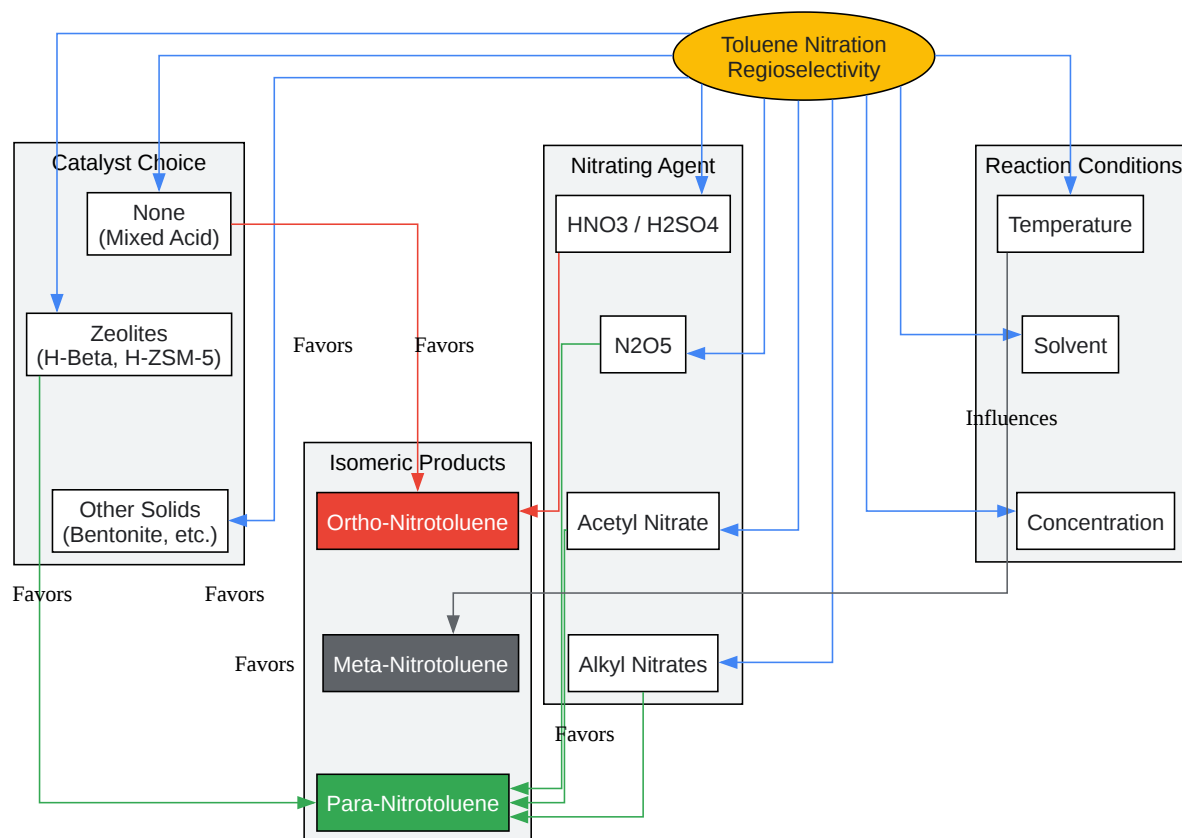 Toluene Nitration
Regioselectivity
Catalyst Choice
None
(Mixed Acid)
Zeolites
(H-Beta, H-ZSM-5)
Other Solids
(Bentonite, etc.)
Nitrating Agent
HNO3 / H2SO4
N2O5
Acetyl Nitrate
Alkyl Nitrates
Reaction Conditions
Temperature
Solvent
Concentration
Isomeric Products
Ortho-Nitrotoluene
Meta-Nitrotoluene
Para-Nitrotoluene
Favors
Favors
Influences
Favors
Favors
Favors
Favors